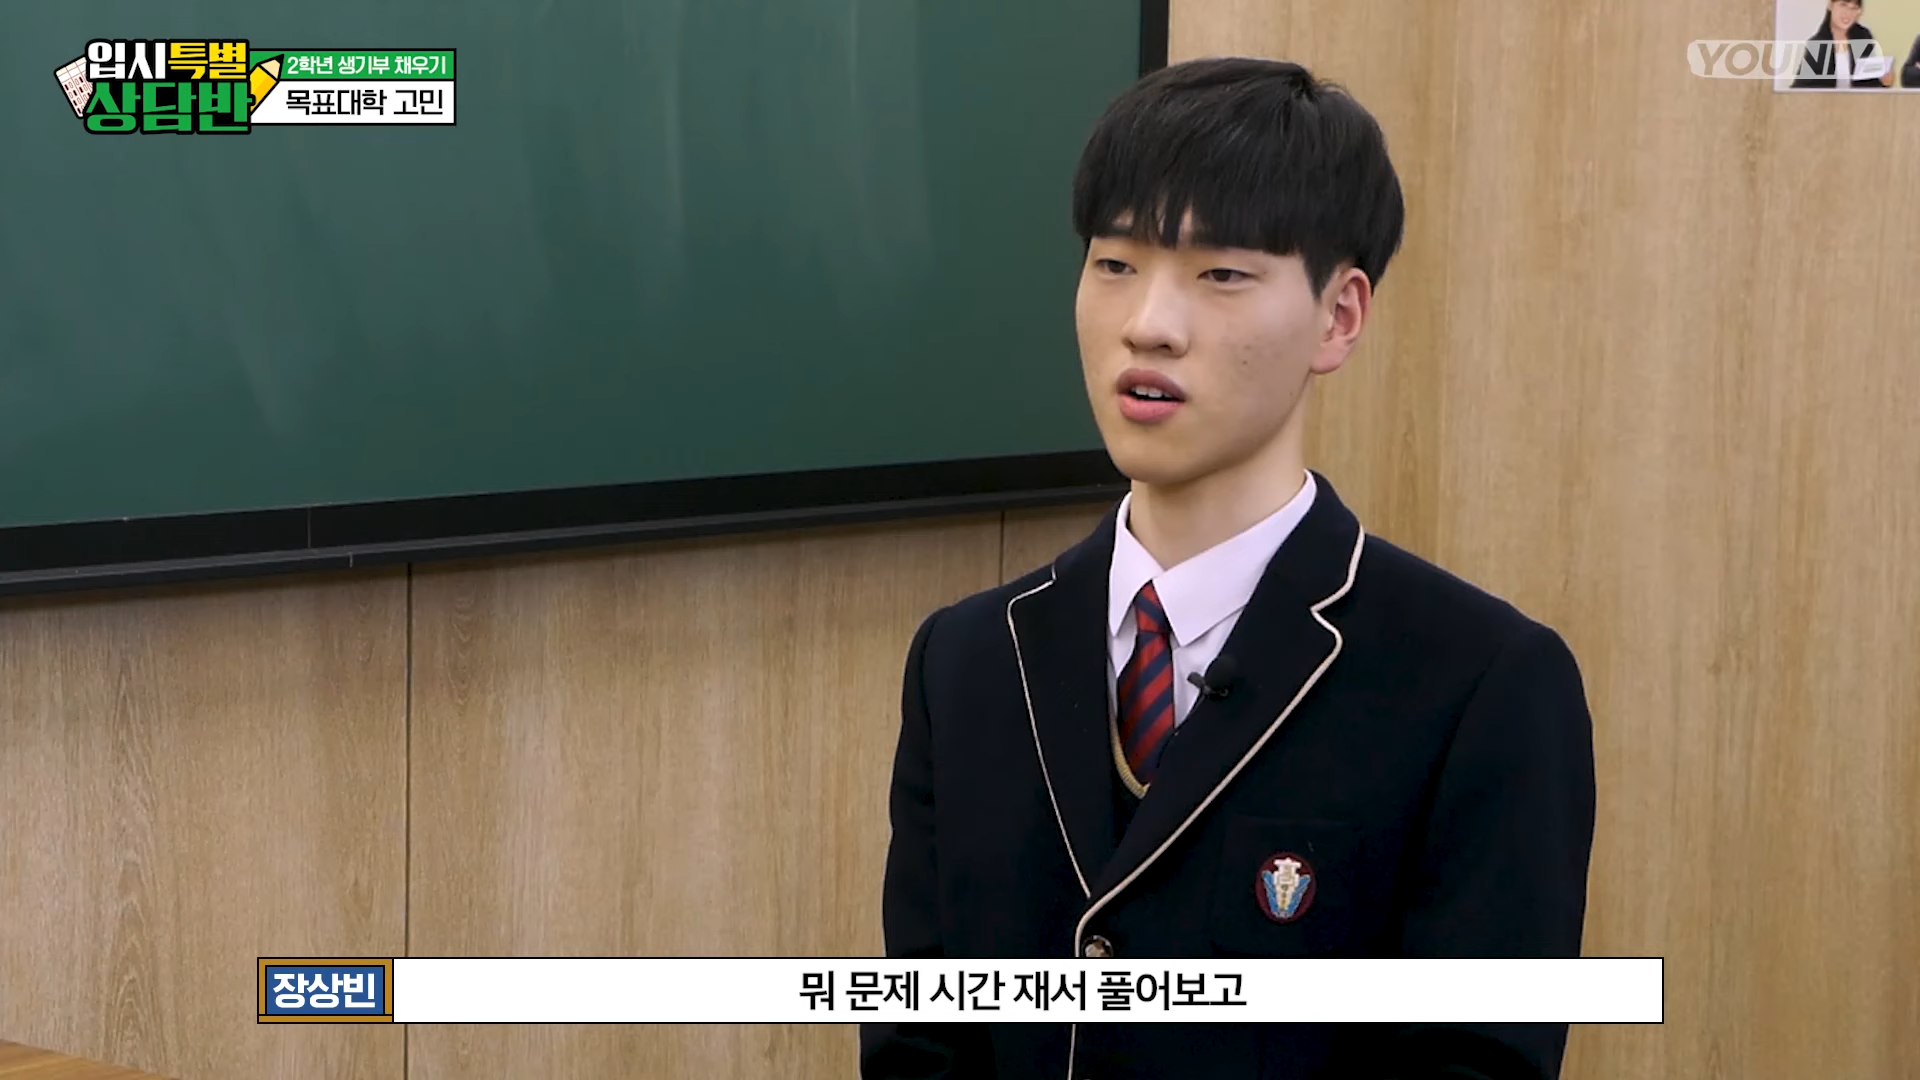 입시특별
상담반
2학년 생기부 채우기
목표대학 고민
YOUNIV
장상빈
뭐 문제 시간 재서 풀어보고